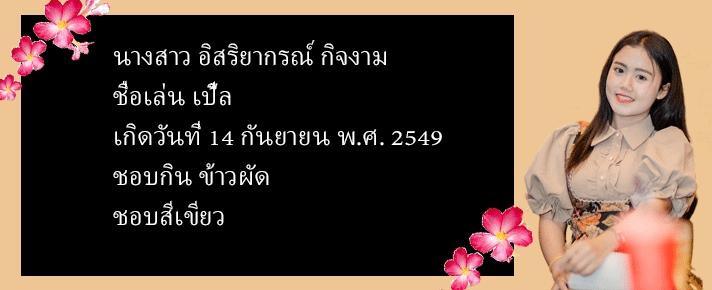 นางสาว อิสริยากรณ์ กิจงาม
ชื่อเล่น เปิ้ล
เกิดวันที่ 14 กันยายน พ.ศ. 2549
ชอบกิน ข้าวผัด
ชอบสีเขียว